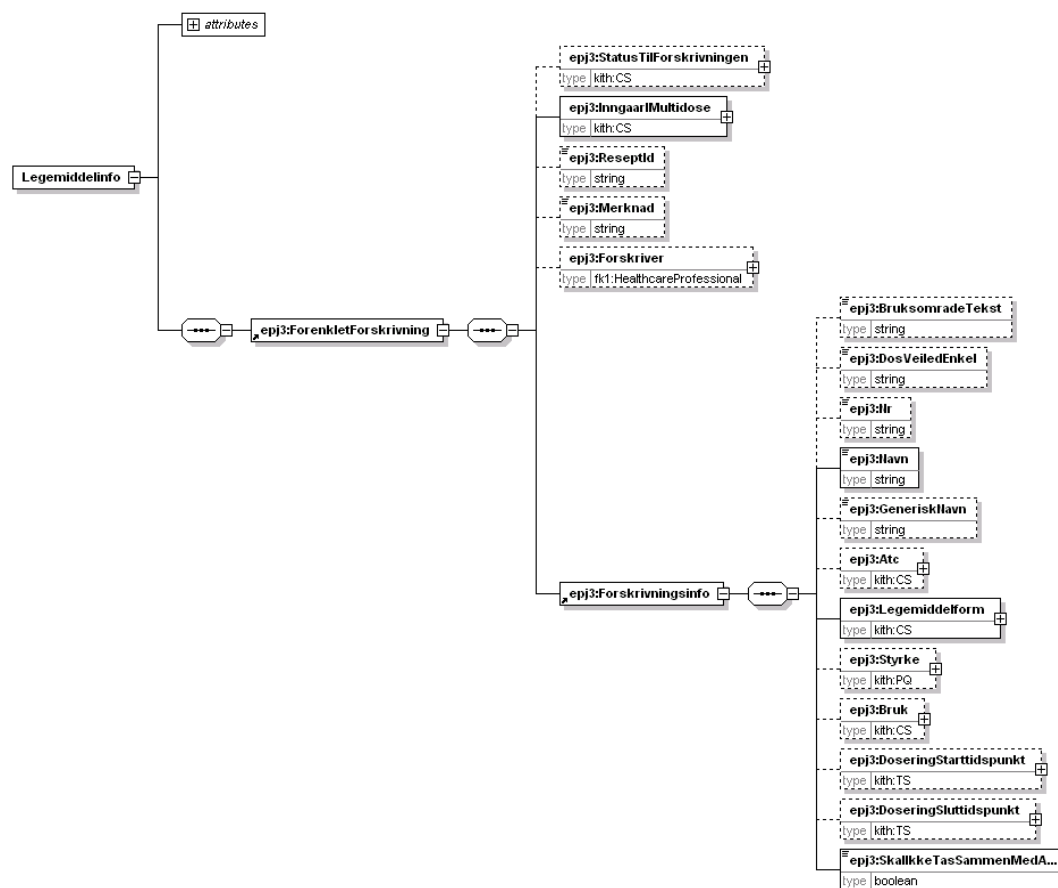 attributes
Legemiddelinfo
epj3:ForenkletForskrivning
epj3:StatusTilForskrivningen
type kith:CS
epj3:InngaarIMultidose
type kith:CS
epj3:ReseptId
type string
epj3:Merknad
type string
epj3:Forskriver
type fk1:HealthcareProfessional
epj3:Forskrivningsinfo
epj3:BruksomradeTekst
type string
epj3:DosVeiledEnkel
type string
epj3:Nr
type string
epj3:Navn
type string
epj3:GeneriskNavn
type string
epj3:Atc
type kith:CS
epj3:Legemiddelform
type kith:CS
epj3:Styrke
type kith:PQ
epj3:Bruk
type kith:CS
epj3:DoseringStarttidspunkt
type kith:TS
epj3:DoseringSluttidspunkt
type kith:TS
epj3:SkalIkkeTasSammenMedA...
type boolean